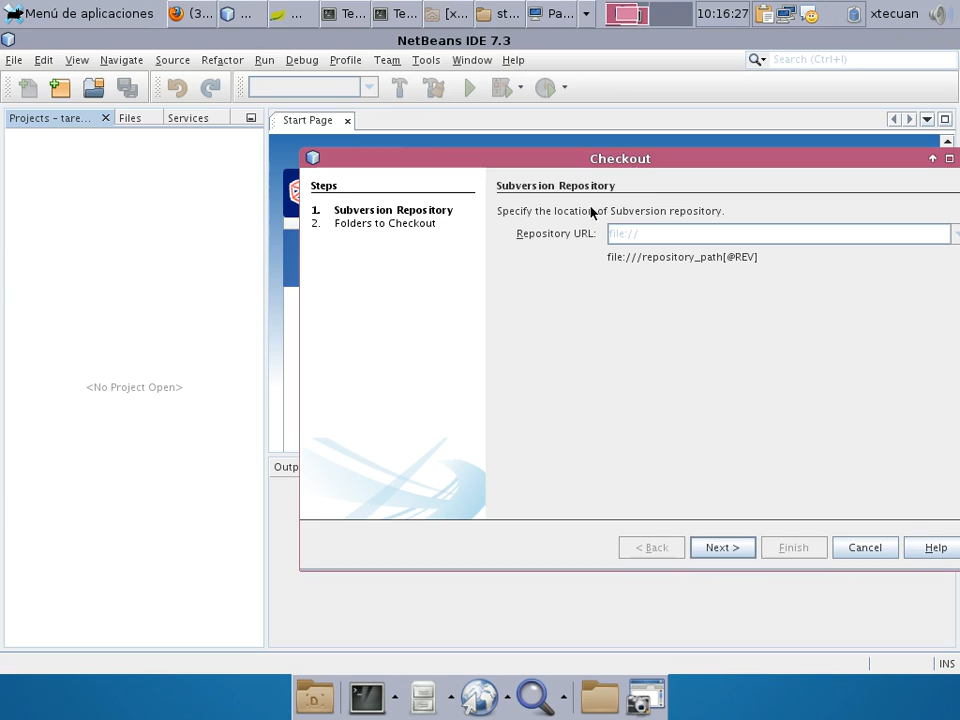 Menú de aplicaciones
(3...
...
...
Te...
Te...
[x...
st...
Pa...
10:16:27
xtecuan
NetBeans IDE 7.3
File Edit View Navigate Source Refactor Run Debug Profile Team Tools Window Help
Search (Ctrl+I)
Projects – tare...
Files
Services
Start Page
Checkout
Steps
1. Subversion Repository
2. Folders to Checkout
Subversion Repository
Specify the location of Subversion repository.
Repository URL: file://
file:///repository_path[@REV]
<No Project Open>
Outp
< Back
Next >
Finish
Cancel
Help
INS